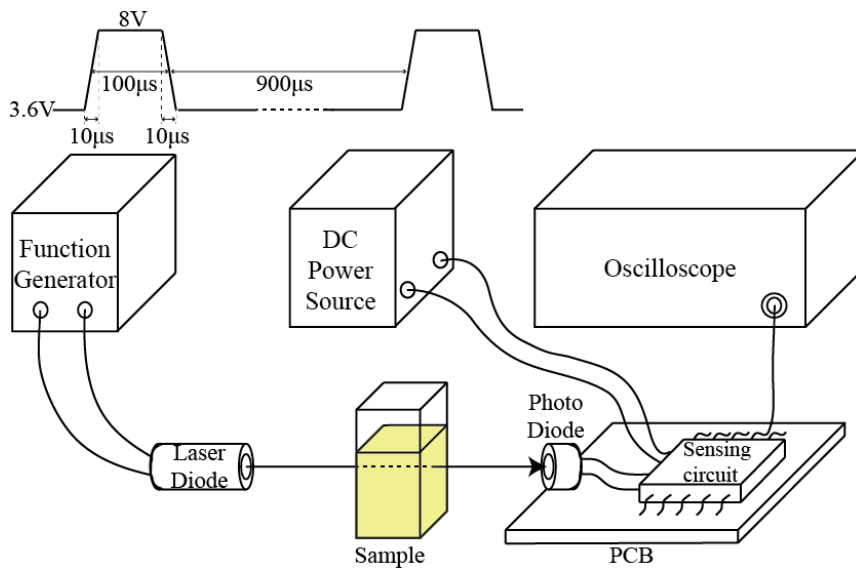 8V
100μs
900μs
3.6V
10μs
10μs
Function
Generator
DC
Power
Source
Oscilloscope
Photo
Diode
Laser
Diode
Sensing
circuit
Sample
PCB